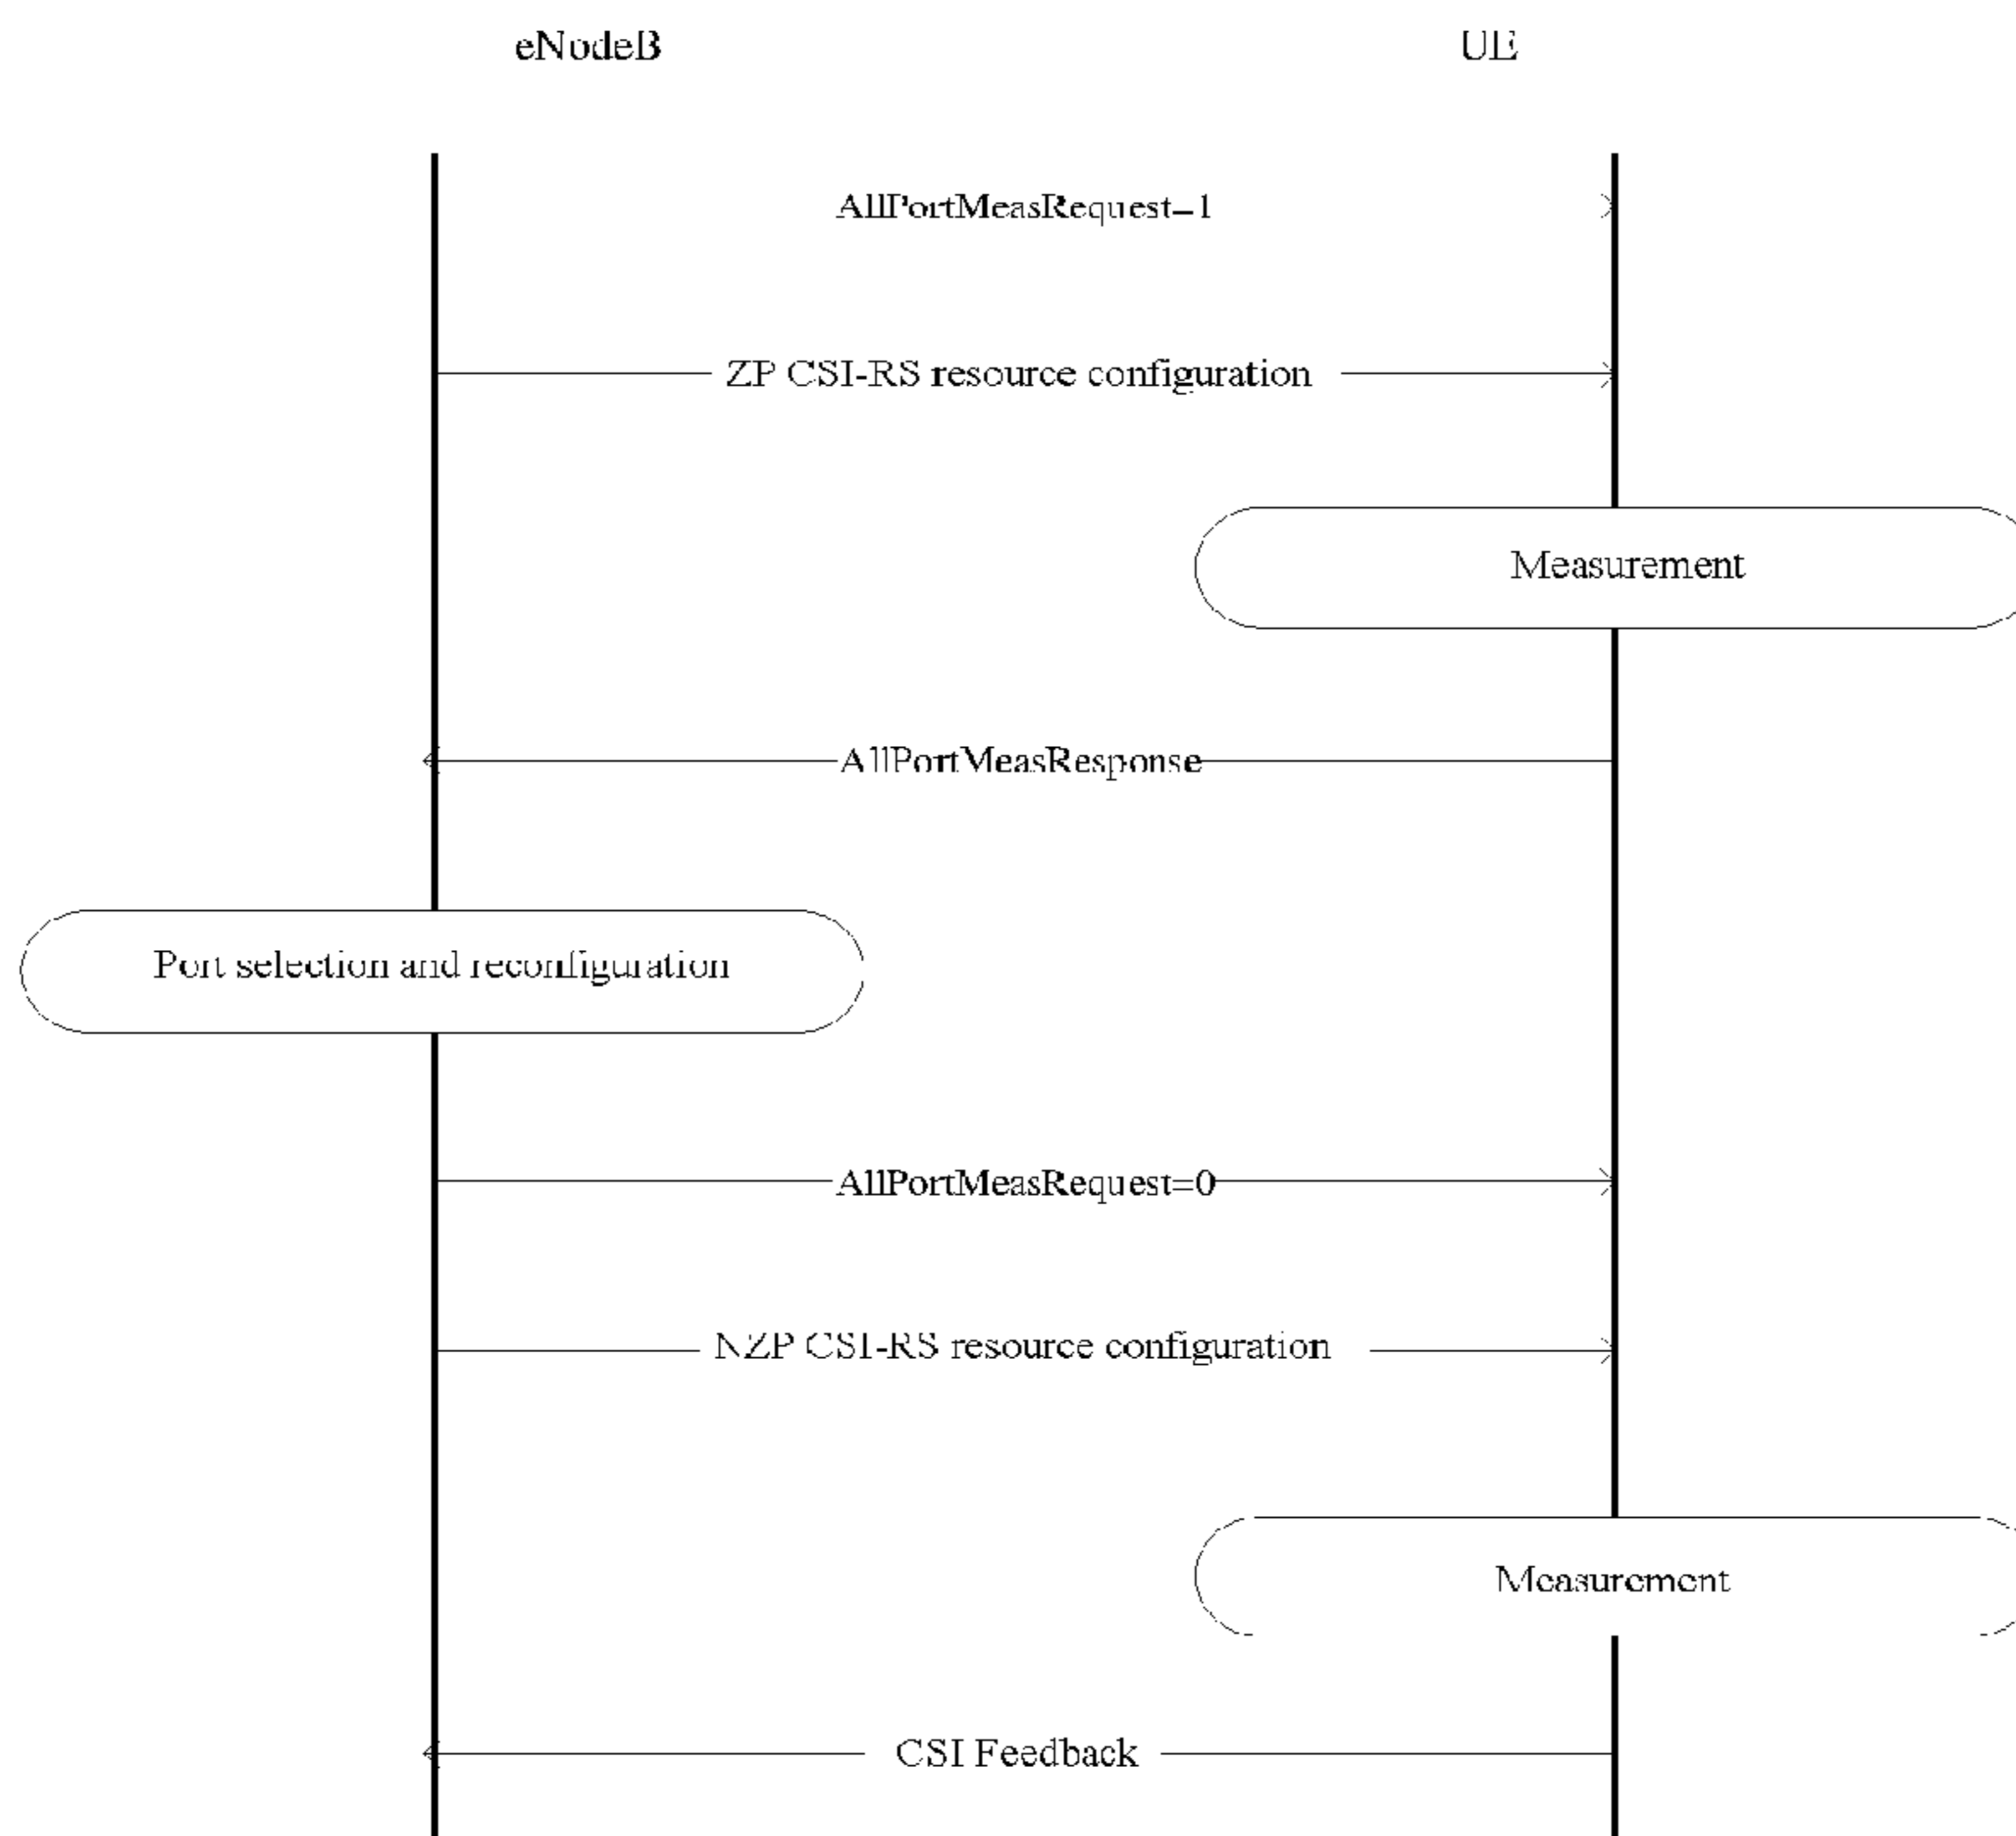 eNodeB
UE
AllPortMeasRequest=1
ZP CSI-RS resource configuration
Measurement
AllPortMeasResponse
Port selection and reconfiguration
AllPortMeasRequest=0
NZP CSI-RS resource configuration
Measurement
CSI Feedback